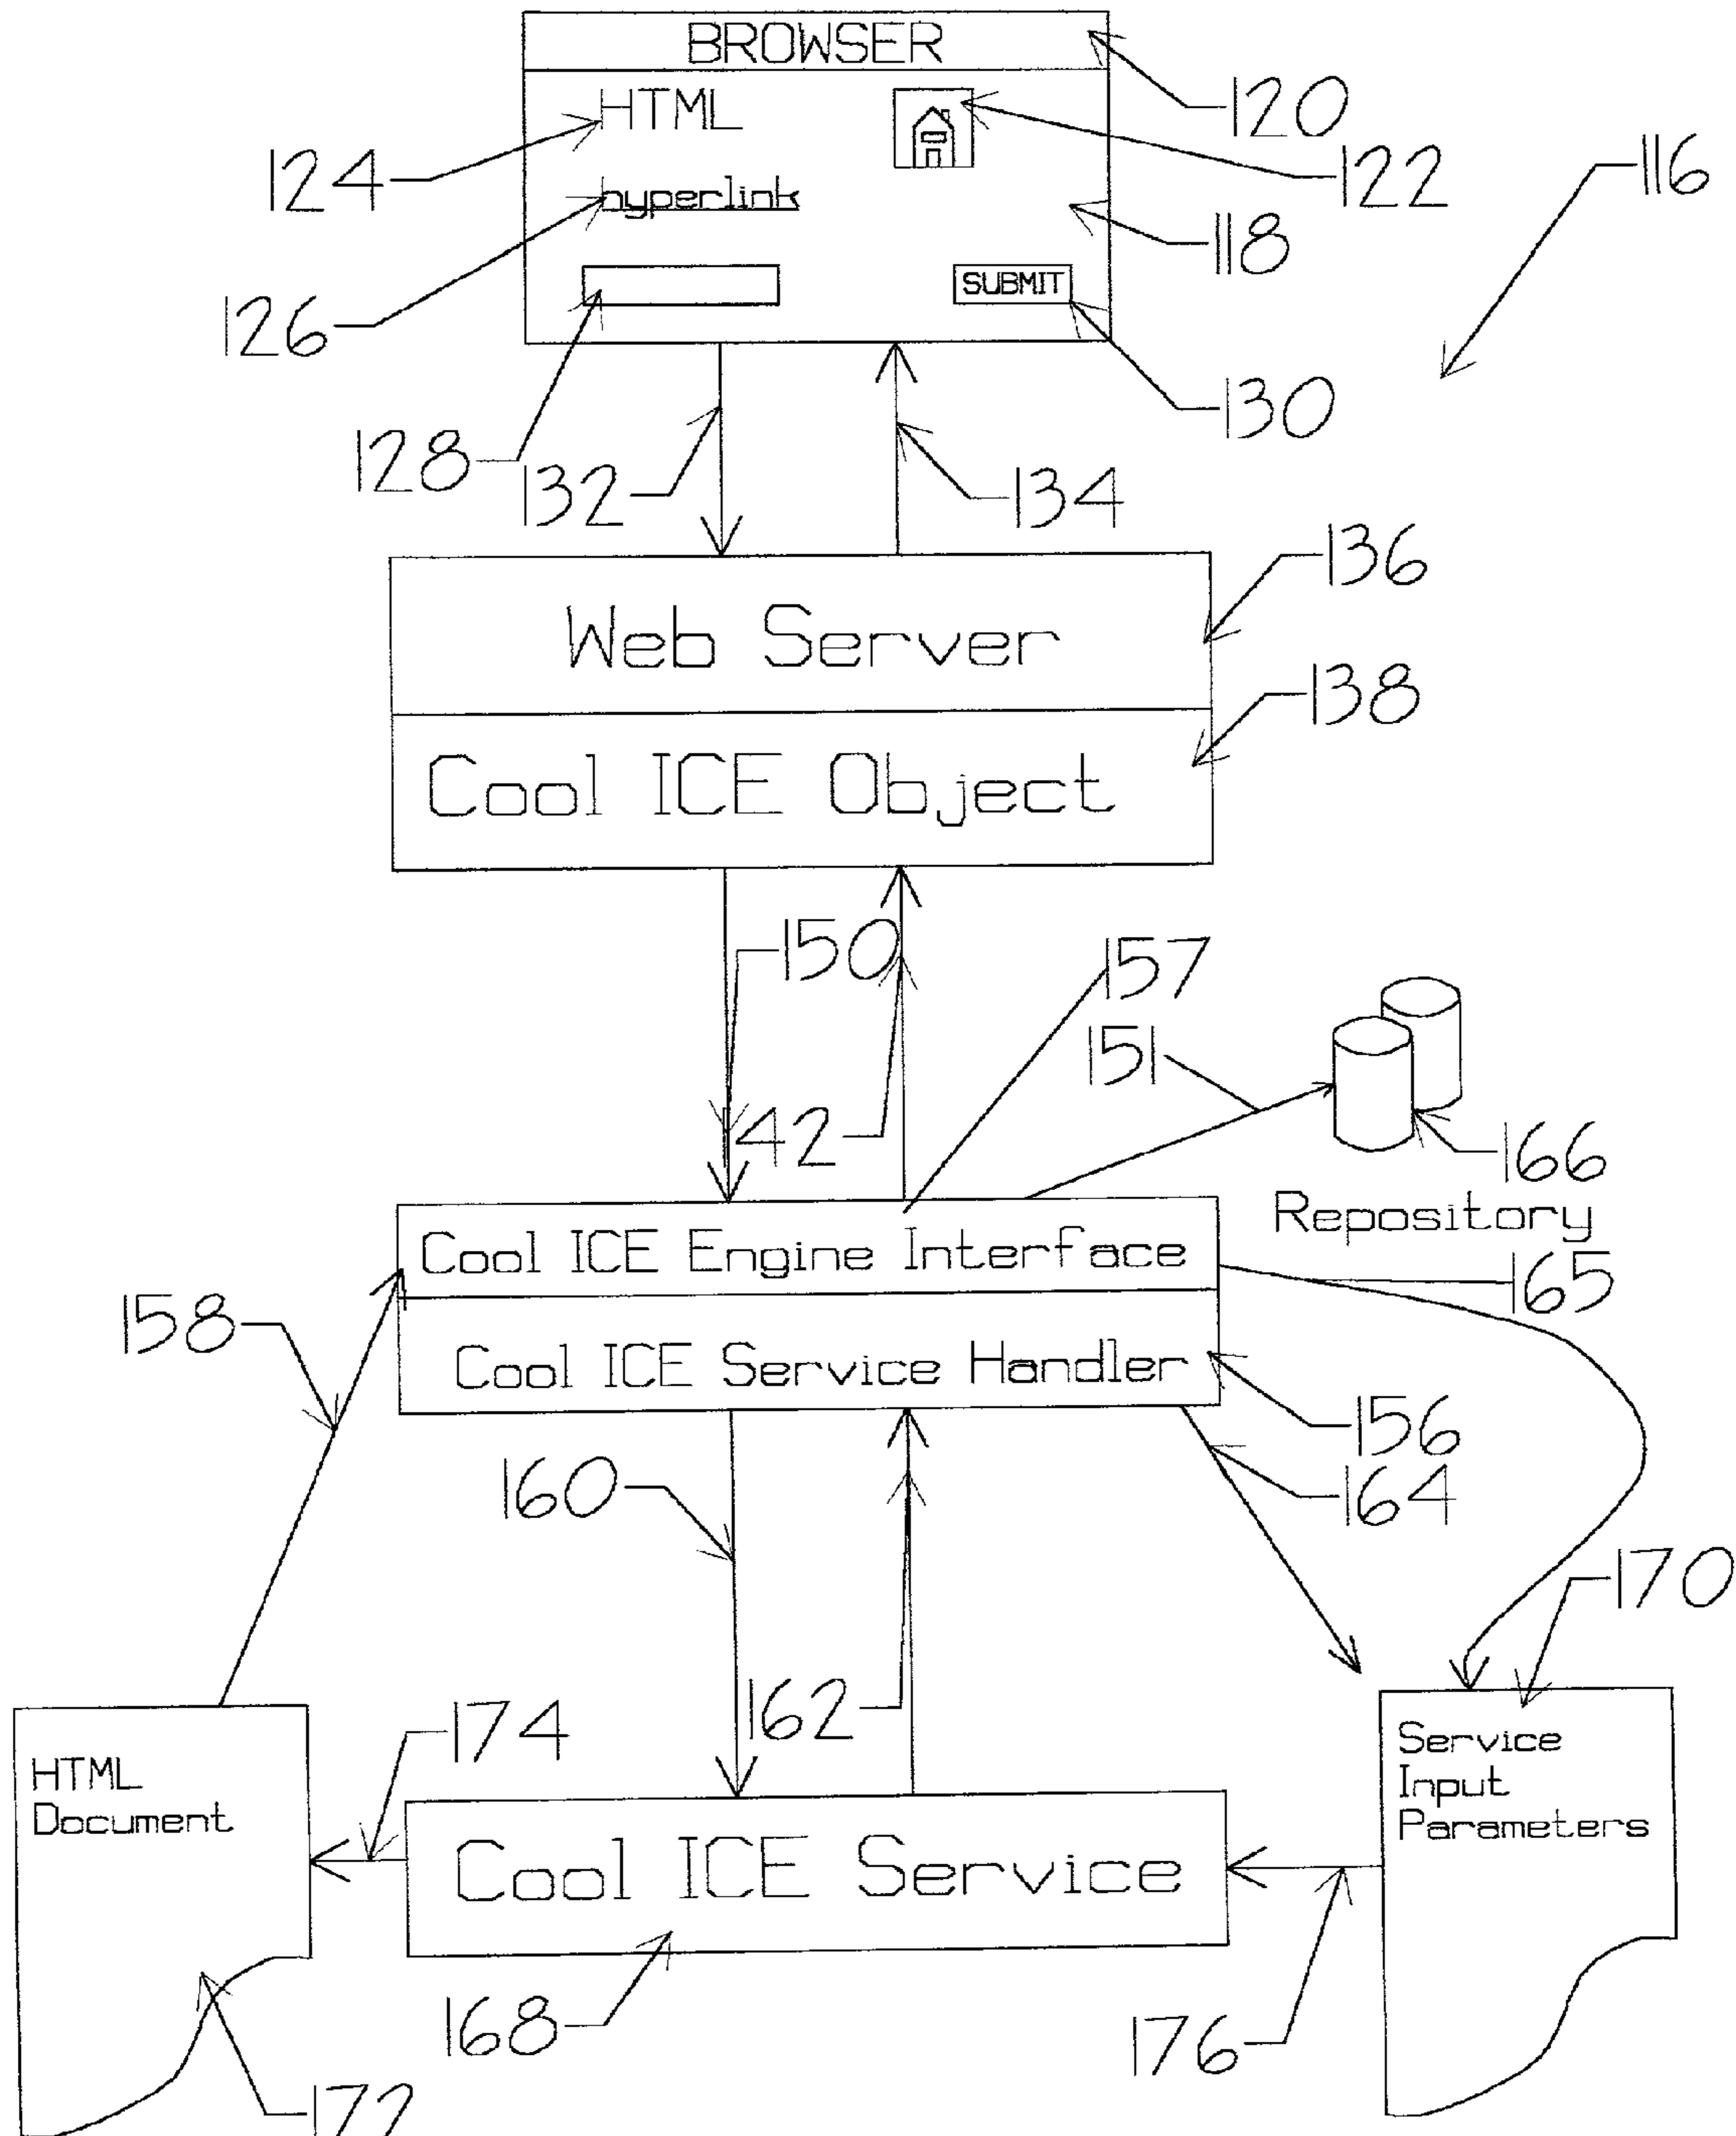 BROWSER
HTML
120
124
122
116
hyperlink
118
126
SUBMIT
128
130
132
134
136
Web Server
138
Cool ICE Object
150
157
151
142
166
Repository
Cool ICE Engine Interface
165
158
Cool ICE Service Handler
156
160
164
170
162
174
HTML
Document
Service
Input
Parameters
Cool ICE Service
168
176
172